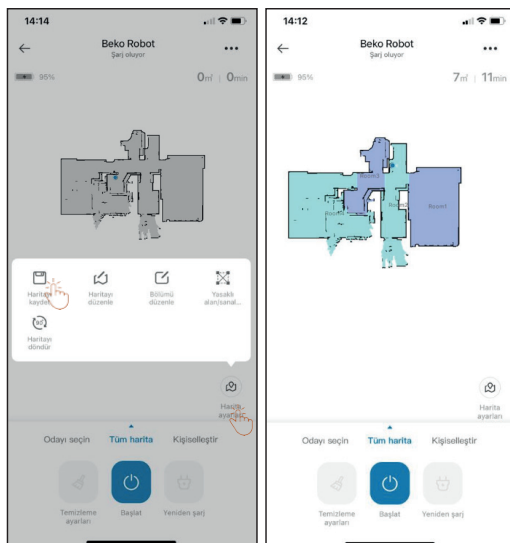 14:14
Beko Robot
Şarj oluyor
95%
0㎡ | 0min
Haritayı
kaydet
Haritayı
düzenle
Bölümü
düzenle
Yasaklı
alan/sanal...
90°
Haritayı
döndür
Harita
ayarları
Odayı seçin
Tüm harita
Kişiselleştir
Temizleme
ayarları
Başlat
Yeniden şarj
14:12
Beko Robot
Şarj oluyor
95%
7㎡ | 11min
Room1
Harita
ayarları
Odayı seçin
Tüm harita
Kişiselleştir
Temizleme
ayarları
Başlat
Yeniden şarj